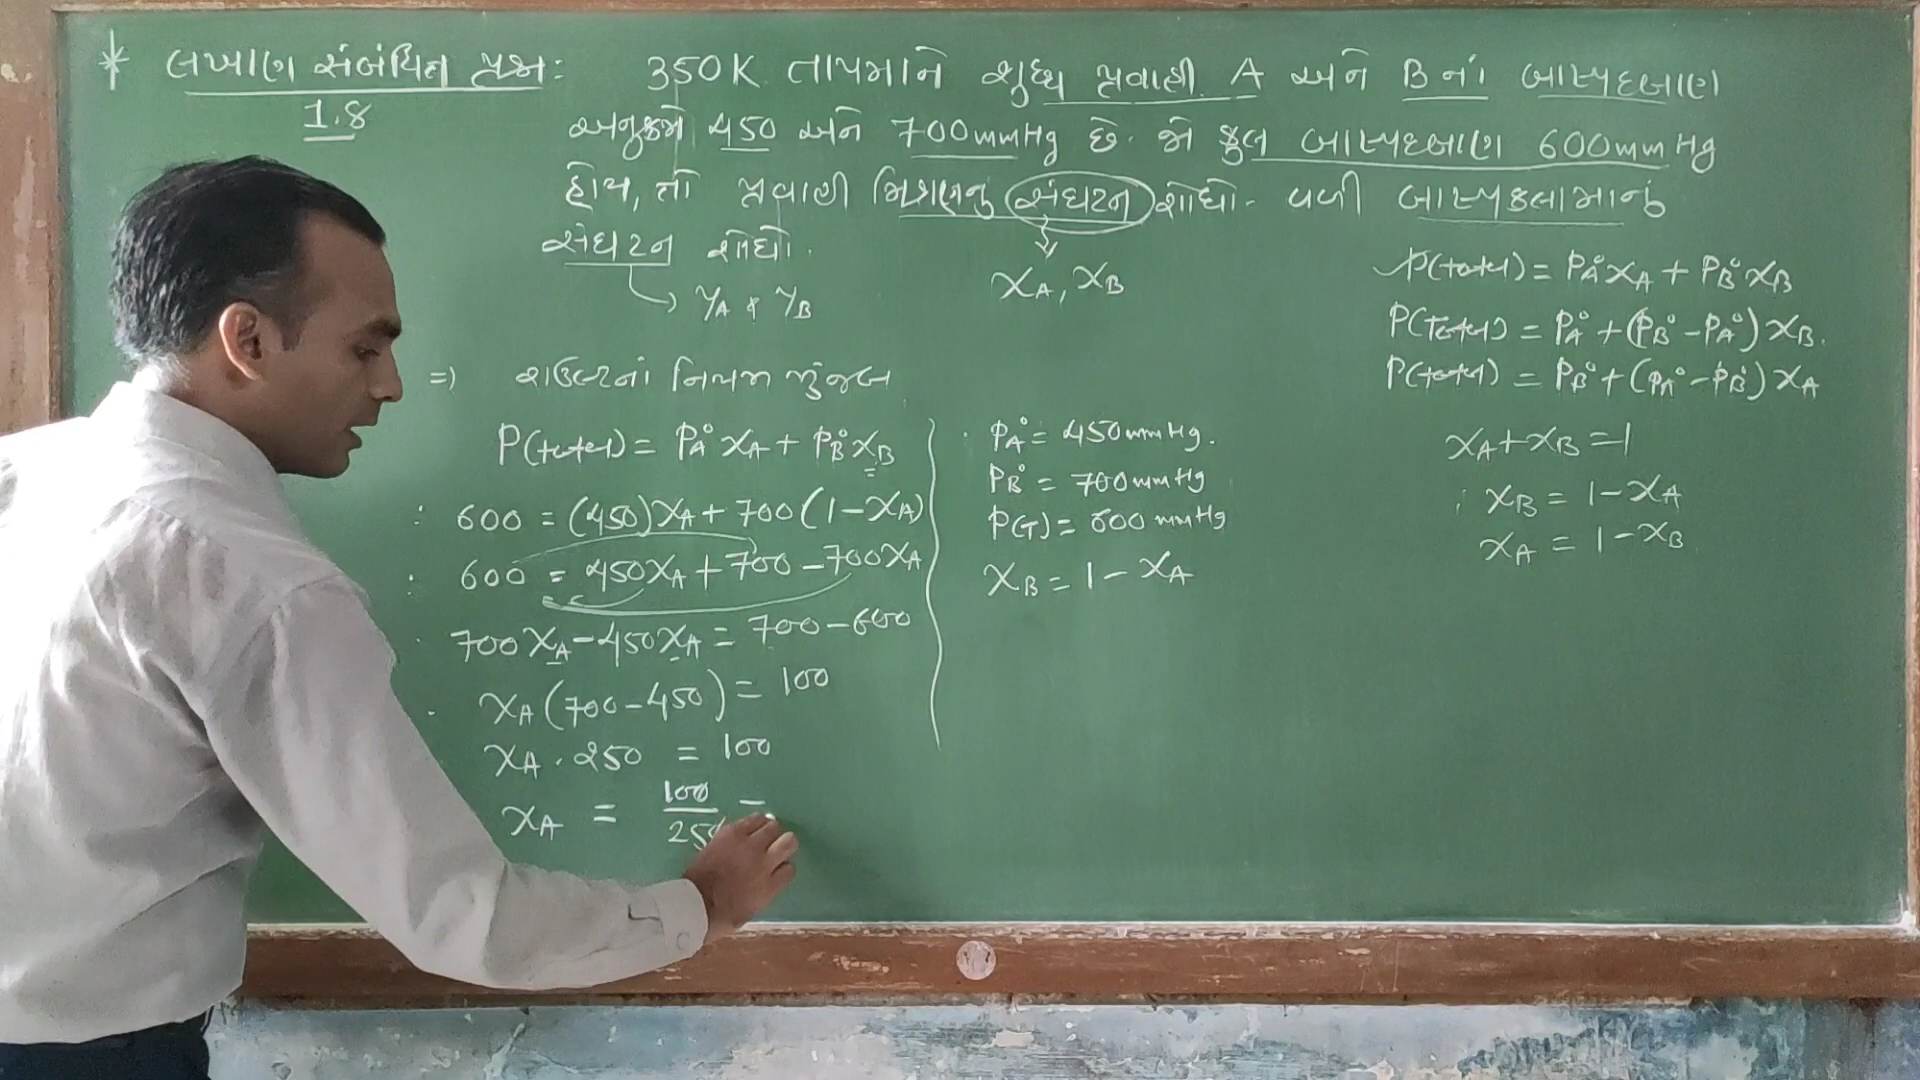 * લખાણ સંબંધિત પ્રશ્ન :
1.8
350K તાપમાને શુદ્ધ પ્રવાહી A અને B નાં બાષ્પદબાણ
અનુક્રમે 450 અને 700mmHg છે. જો કુલ બાષ્પદબાણ 600mmHg
હોય, તો પ્રવાહી મિશ્રણનું સંઘટન શોધો. વળી બાષ્પકલામાનું
સંઘટન શોધો.
→ YA & YB
XA, XB
⇒ રાઉલ્ટનાં નિયમ મુજબ
P(total) = PA° XA + PB° XB
∴ 600 = (450)XA + 700(1-XA)
∴ 600 = 450XA + 700 - 700XA
700XA - 450XA = 700 - 600
XA(700-450) = 100
XA · 250 = 100
XA = 100/250 =
PA° = 450mmHg.
PB° = 700mmHg
P(T) = 600 mmHg
XB = 1 - XA
P(total) = PA° XA + PB° XB
P(Total) = PA° + (PB° - PA°) XB.
P(total) = PB° + (PA° - PB°) XA
XA + XB = 1
XB = 1 - XA
XA = 1 - XB